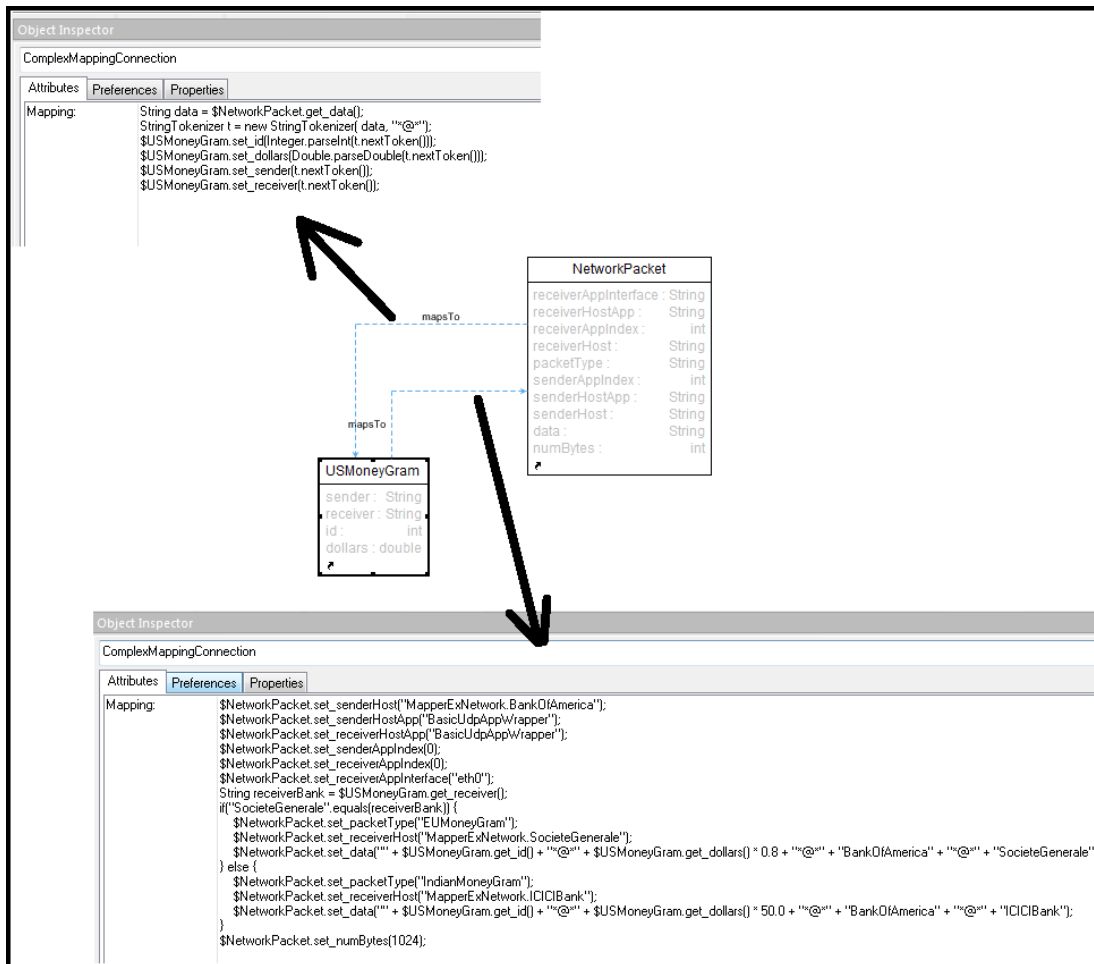 Object Inspector
ComplexMappingConnection
Attributes Preferences Properties
Mapping: String data = $NetworkPacket.get_data();
StringTokenizer t = new StringTokenizer( data, "*@*");
$USMoneyGram.set_id(Integer.parseInt(t.nextToken()));
$USMoneyGram.set_dollars(Double.parseDouble(t.nextToken()));
$USMoneyGram.set_sender(t.nextToken());
$USMoneyGram.set_receiver(t.nextToken());
NetworkPacket
receiverAppInterface : String
receiverHostApp : String
receiverAppIndex : int
receiverHost : String
packetType : String
senderAppIndex : int
senderHostApp : String
senderHost : String
data : String
numBytes : int
mapsTo
mapsTo
USMoneyGram
sender : String
receiver : String
id : int
dollars : double
Object Inspector
ComplexMappingConnection
Attributes Preferences Properties
Mapping: $NetworkPacket.set_senderHost("MapperExNetwork.BankOfAmerica");
$NetworkPacket.set_senderHostApp("BasicUdpAppWrapper");
$NetworkPacket.set_receiverHostApp("BasicUdpAppWrapper");
$NetworkPacket.set_senderAppIndex(0);
$NetworkPacket.set_receiverAppIndex(0);
$NetworkPacket.set_receiverAppInterface("eth0");
String receiverBank = $USMoneyGram.get_receiver();
if("SocieteGenerale".equals(receiverBank)) {
$NetworkPacket.set_packetType("EUMoneyGram");
$NetworkPacket.set_receiverHost("MapperExNetwork.SocieteGenerale");
$NetworkPacket.set_data("" + $USMoneyGram.get_id() + "*@*" + $USMoneyGram.get_dollars() * 0.8 + "*@*" + "BankOfAmerica" + "*@*" + "SocieteGenerale"
} else {
$NetworkPacket.set_packetType("IndianMoneyGram");
$NetworkPacket.set_receiverHost("MapperExNetwork.ICICIBank");
$NetworkPacket.set_data("" + $USMoneyGram.get_id() + "*@*" + $USMoneyGram.get_dollars() * 50.0 + "*@*" + "BankOfAmerica" + "*@*" + "ICICIBank");
}
$NetworkPacket.set_numBytes(1024);